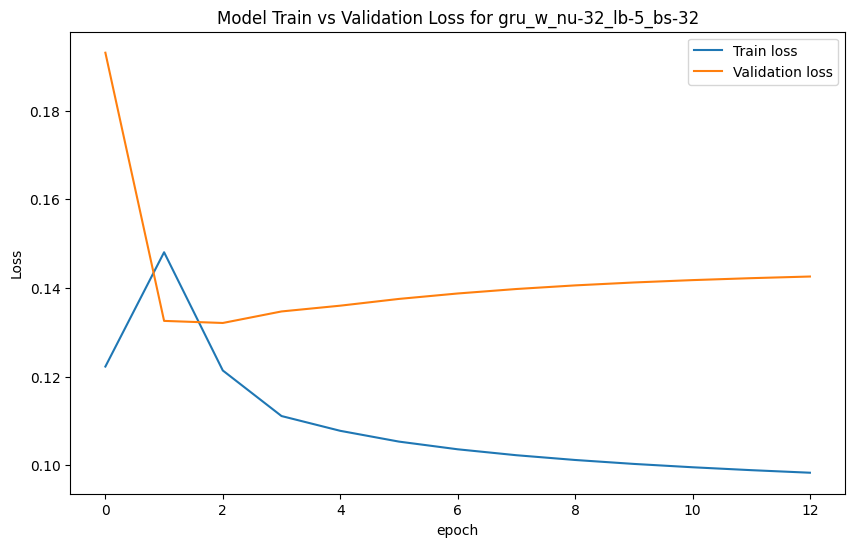 Model Train vs Validation Loss for gru_w_nu-32_lb-5_bs-32
Train loss
Validation loss
Loss
0.18
0.16
0.14
0.12
0.10
0 2 4 6 8 10 12
epoch